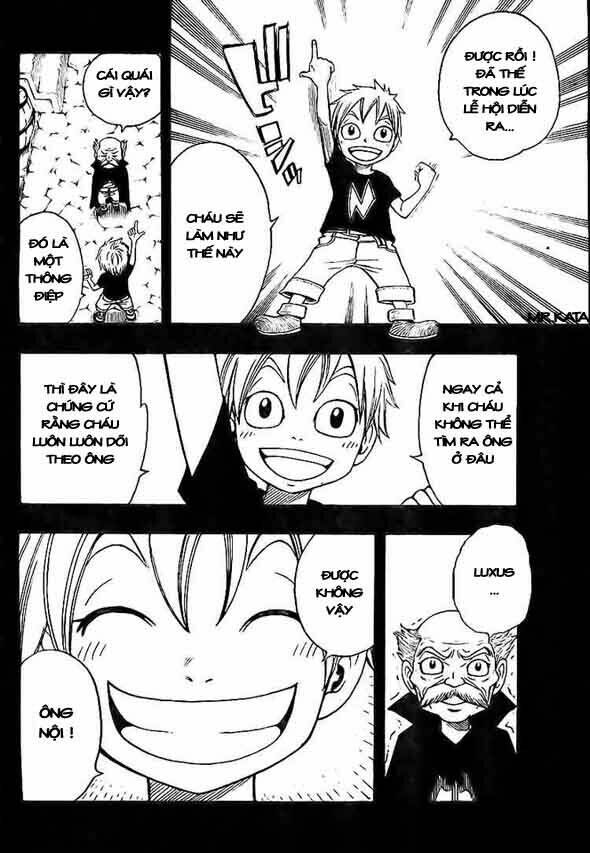 ĐƯỢC RỒI !
ĐÃ THẾ
TRONG LÚC
LỄ HỘI DIỄN
RA...
CHÁU SẼ
LÀM NHƯ
THẾ NÀY
N
MR.KATA
CÁI QUÁI
GÌ VẬY?
ĐÓ LÀ
MỘT
THÔNG
ĐIỆP
NGAY CẢ
KHI CHÁU
KHÔNG THỂ
TÌM RA ÔNG
Ở ĐÂU
THÌ ĐÂY LÀ
CHỨNG CỨ
RẰNG CHÁU
LUÔN LUÔN DÕI
THEO ÔNG
LUXUS
...
ĐƯỢC
KHÔNG
VẬY
ÔNG
NỘI !